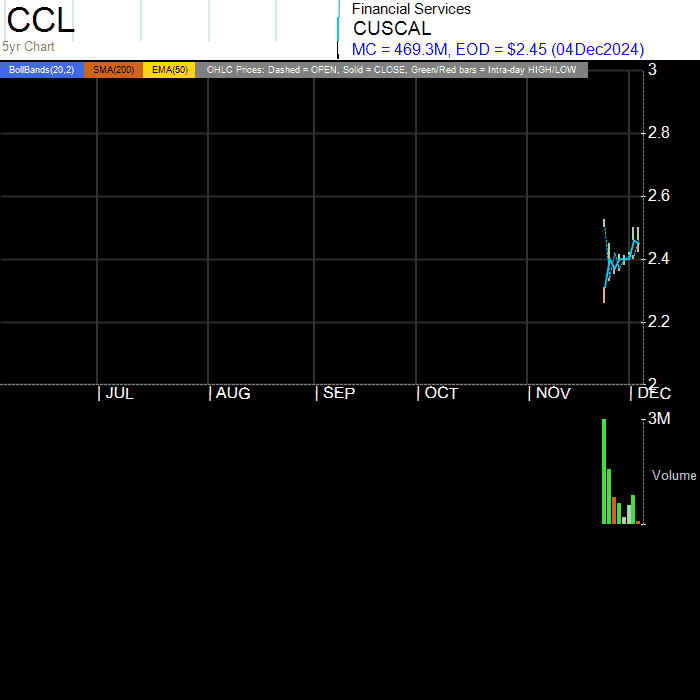 CCL
5yr Chart
Financial Services
CUSCAL
MC = 469.3M, EOD = $2.45 (04Dec2024)
BollBands(20,2) SMA(200) EMA(50) OHLC Prices: Dashed = OPEN, Solid = CLOSE, Green/Red bars = Intra-day HIGH/LOW
3
2.8
2.6
2.4
2.2
2
JUL AUG SEP OCT NOV DEC
3M
Volume